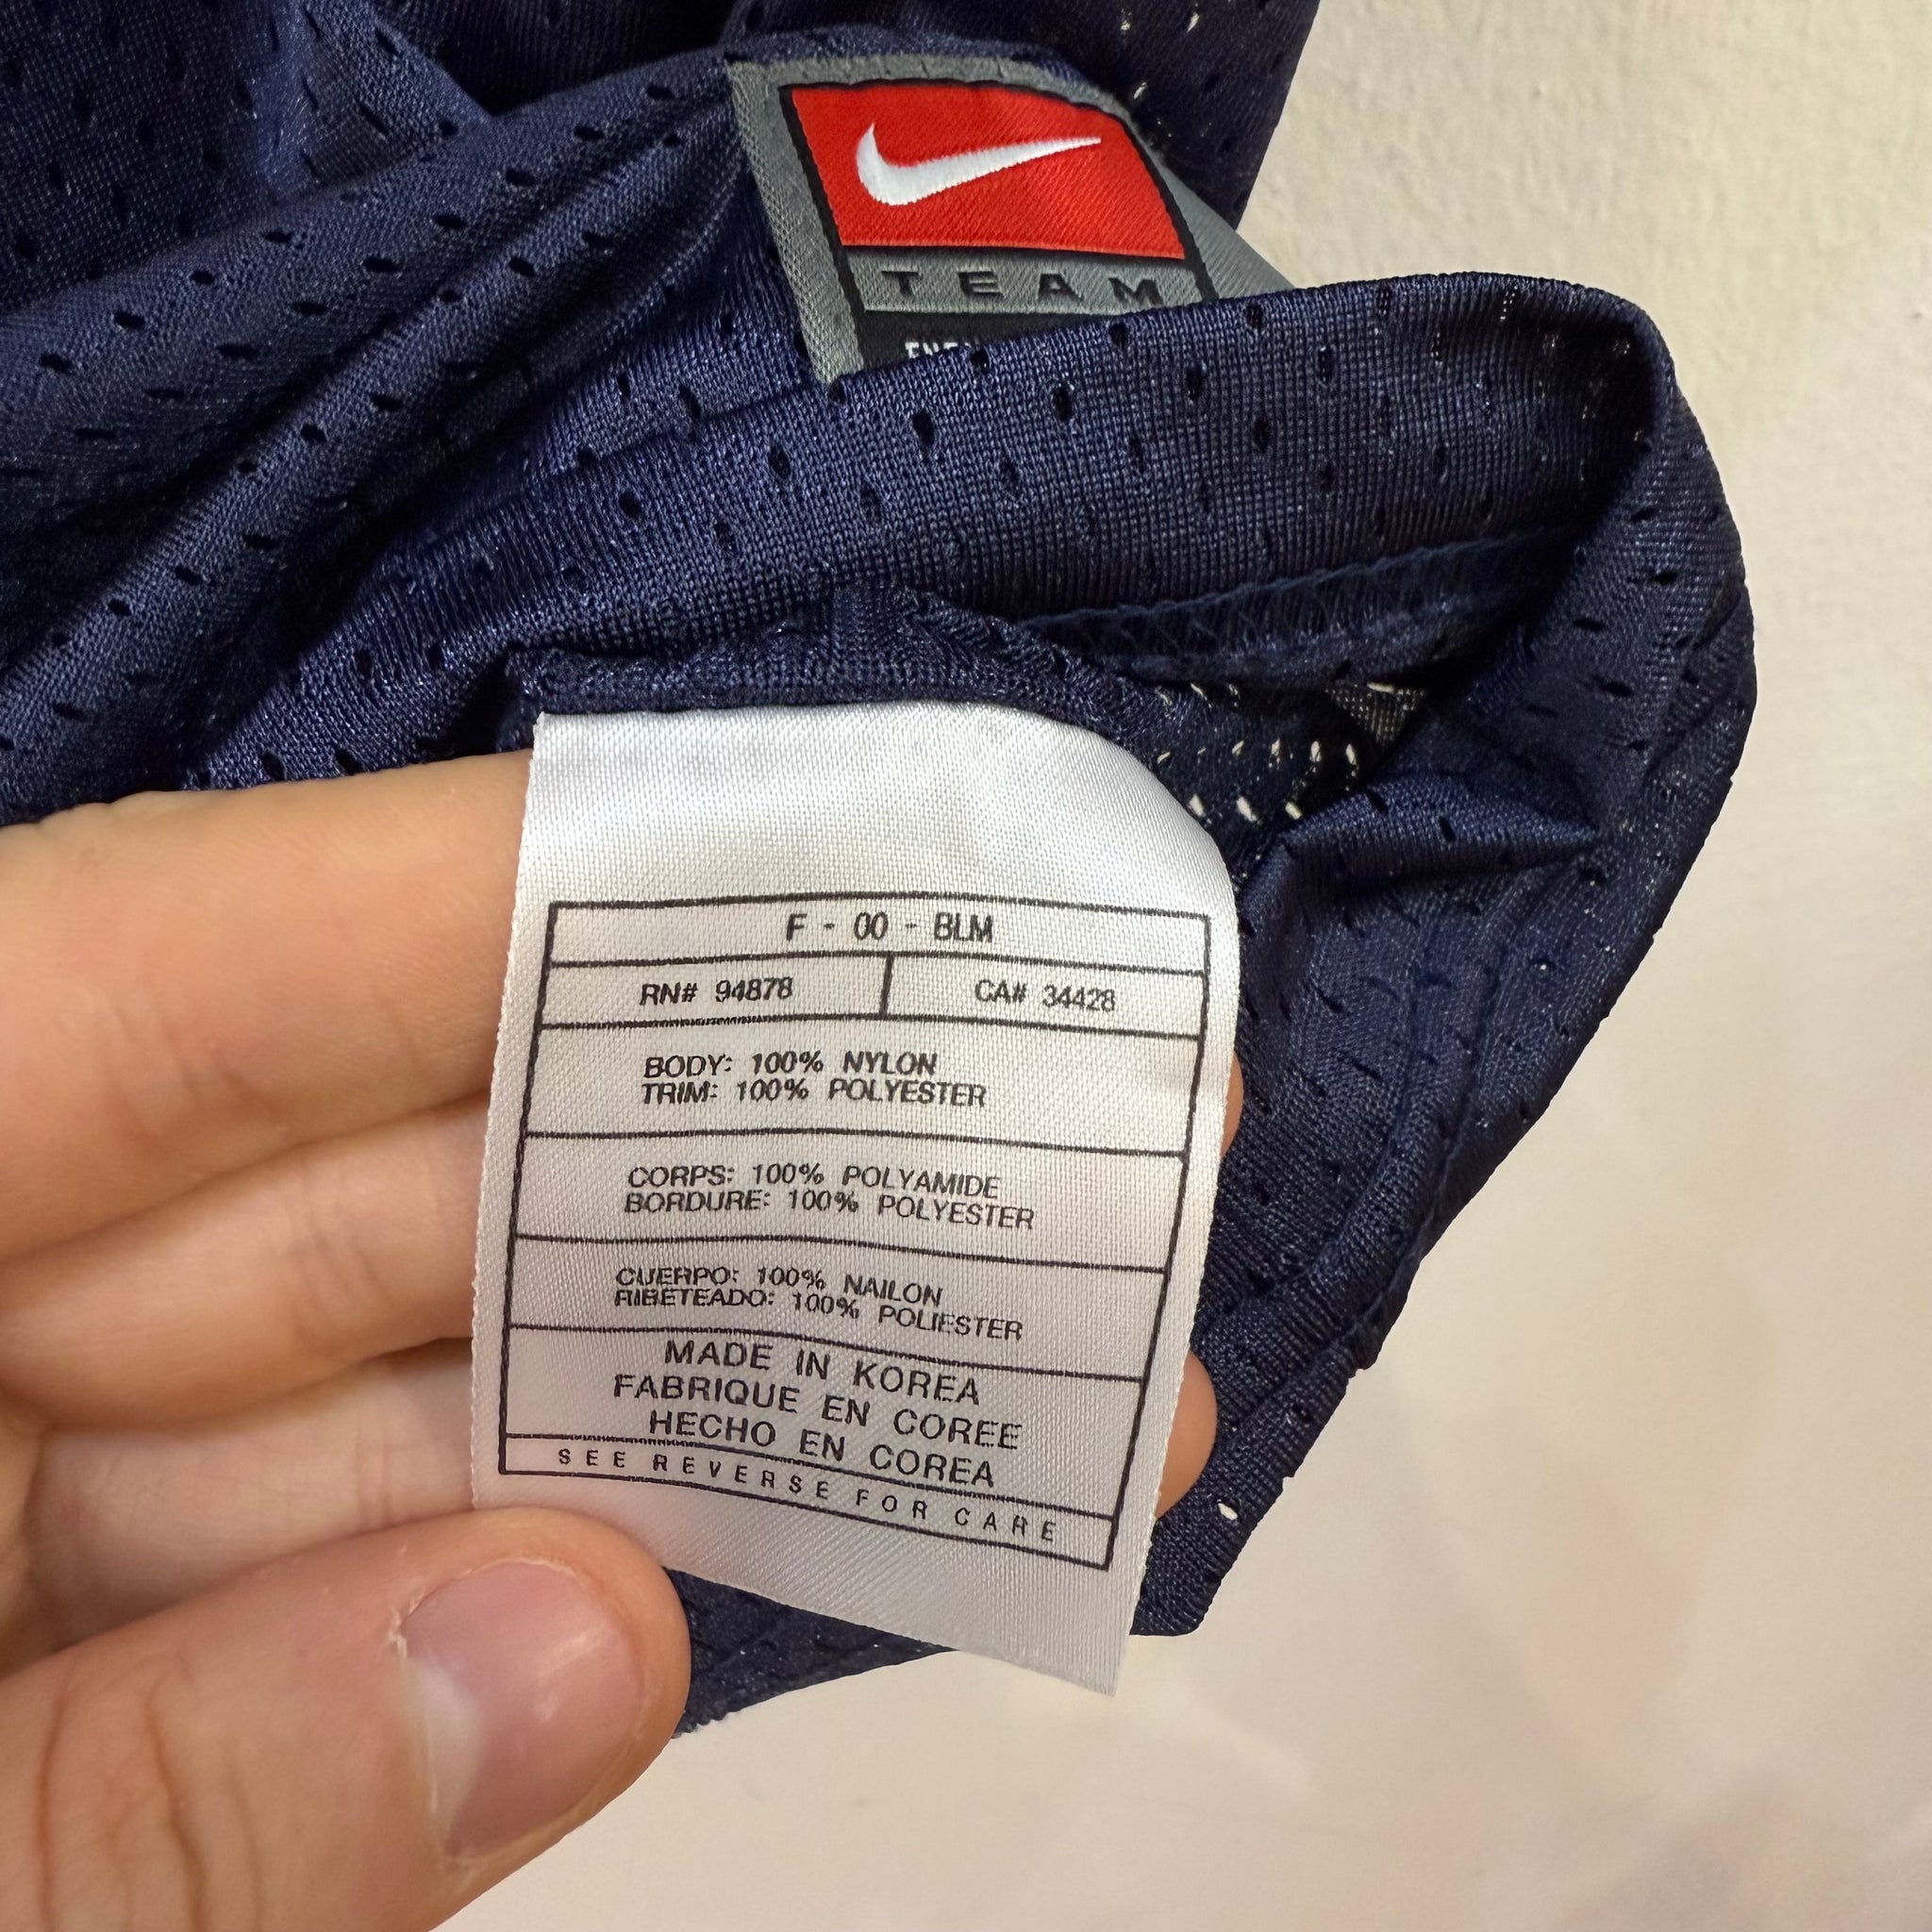 TEAM
F - 00 - BLM
RN# 94878 CA# 34428
BODY: 100% NYLON
TRIM: 100% POLYESTER
CORPS: 100% POLYAMIDE
BORDURE: 100% POLYESTER
CUERPO: 100% NAILON
RIBETEADO: 100% POLIESTER
MADE IN KOREA
FABRIQUE EN COREE
HECHO EN COREA
SEE REVERSE FOR CARE